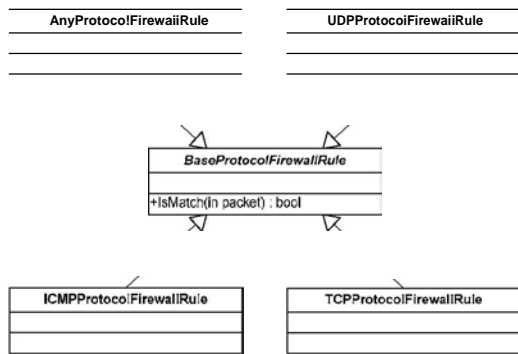 AnyProtoco!FirewaiiRule
UDPProtocoiFirewaiiRule
BaseProtocolFirewallRule
+IsMatch(in packet) : bool
ICMPProtocolFirewallRule
TCPProtocolFirewallRule